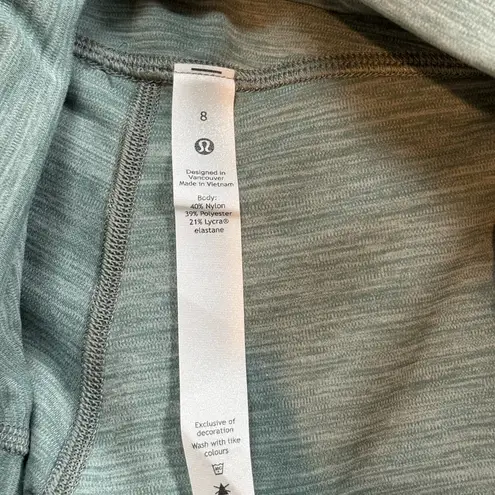 8
Designed in
Vancouver
Made in Vietnam
Body:
40% Nylon
39% Polyester
21% Lycra®
elastane
Exclusive of
decoration
Wash with like
colours